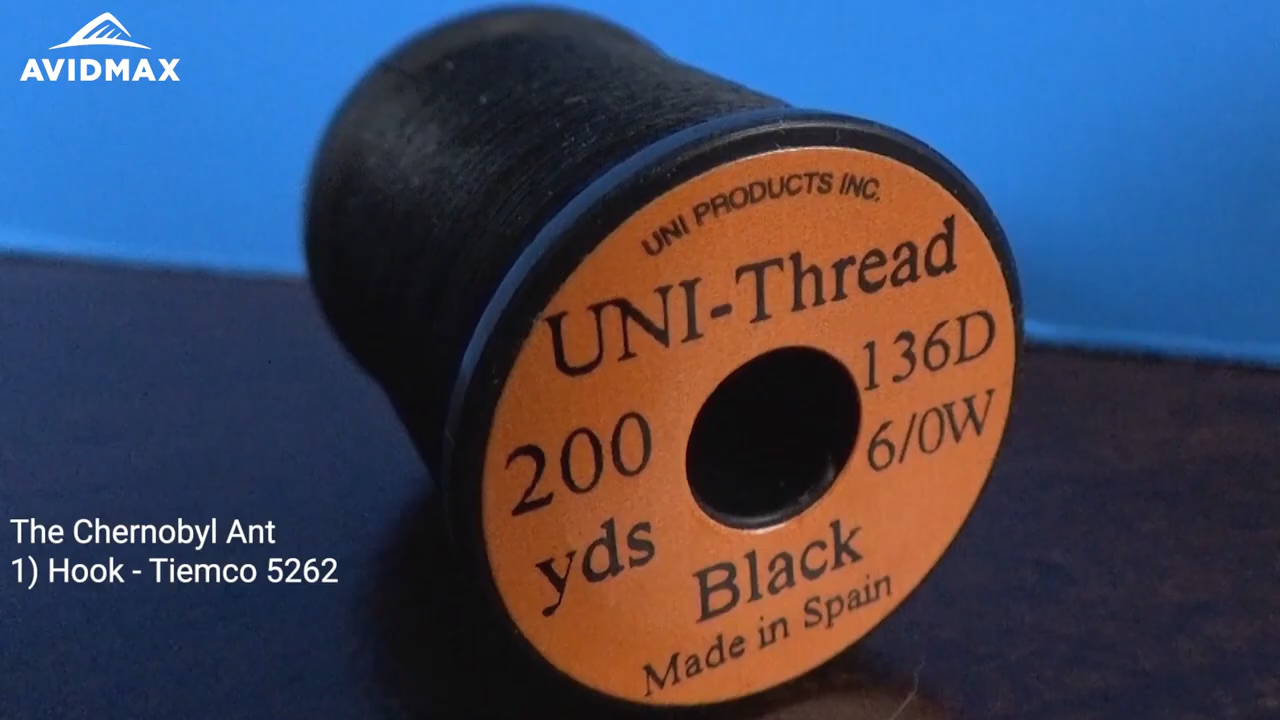 AVIDMAX
UNI PRODUCTS INC.
UNI-Thread
200
yds
136D
6/0W
Black
Made in Spain
The Chernobyl Ant
1) Hook - Tiemco 5262